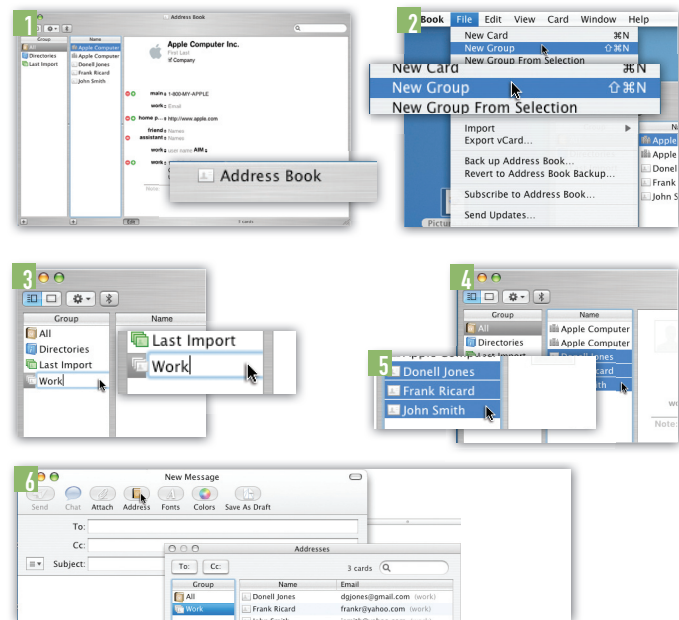 1
Address Book
Group
Name
All
Directories
Last Import
Apple Computer
Apple Computer
Donell Jones
Frank Ricard
John Smith
Apple Computer Inc.
First Last
Company
main 1-800-MY-APPLE
work Email
home p... http://www.apple.com
friend Names
assistant Names
work user name AIM
work
Note:
Edit
3 cards
Address Book
2
Book File Edit View Card Window Help
New Card ⌘N
New Group ⇧⌘N
New Group From Selection
New Card ⌘N
New Group ⇧⌘N
New Group From Selection
Import
Export vCard...
Back up Address Book...
Revert to Address Book Backup...
Subscribe to Address Book...
Send Updates...
Apple
Apple
Donel
Frank
John S
Pictu
3
Group
Name
All
Directories
Last Import
Work
Last Import
Work
4
Group
Name
All
Directories
Last Import
Apple Computer
Apple Computer
Donell Jones
card
th
wo
Note:
5
Donell Jones
Frank Ricard
John Smith
6
New Message
Send Chat Attach Address Fonts Colors Save As Draft
To:
Cc:
Subject:
Addresses
To: Cc:
3 cards
Group
Name
Email
All
Work
Donell Jones dgjones@gmail.com (work)
Frank Ricard frankr@yahoo.com (work)